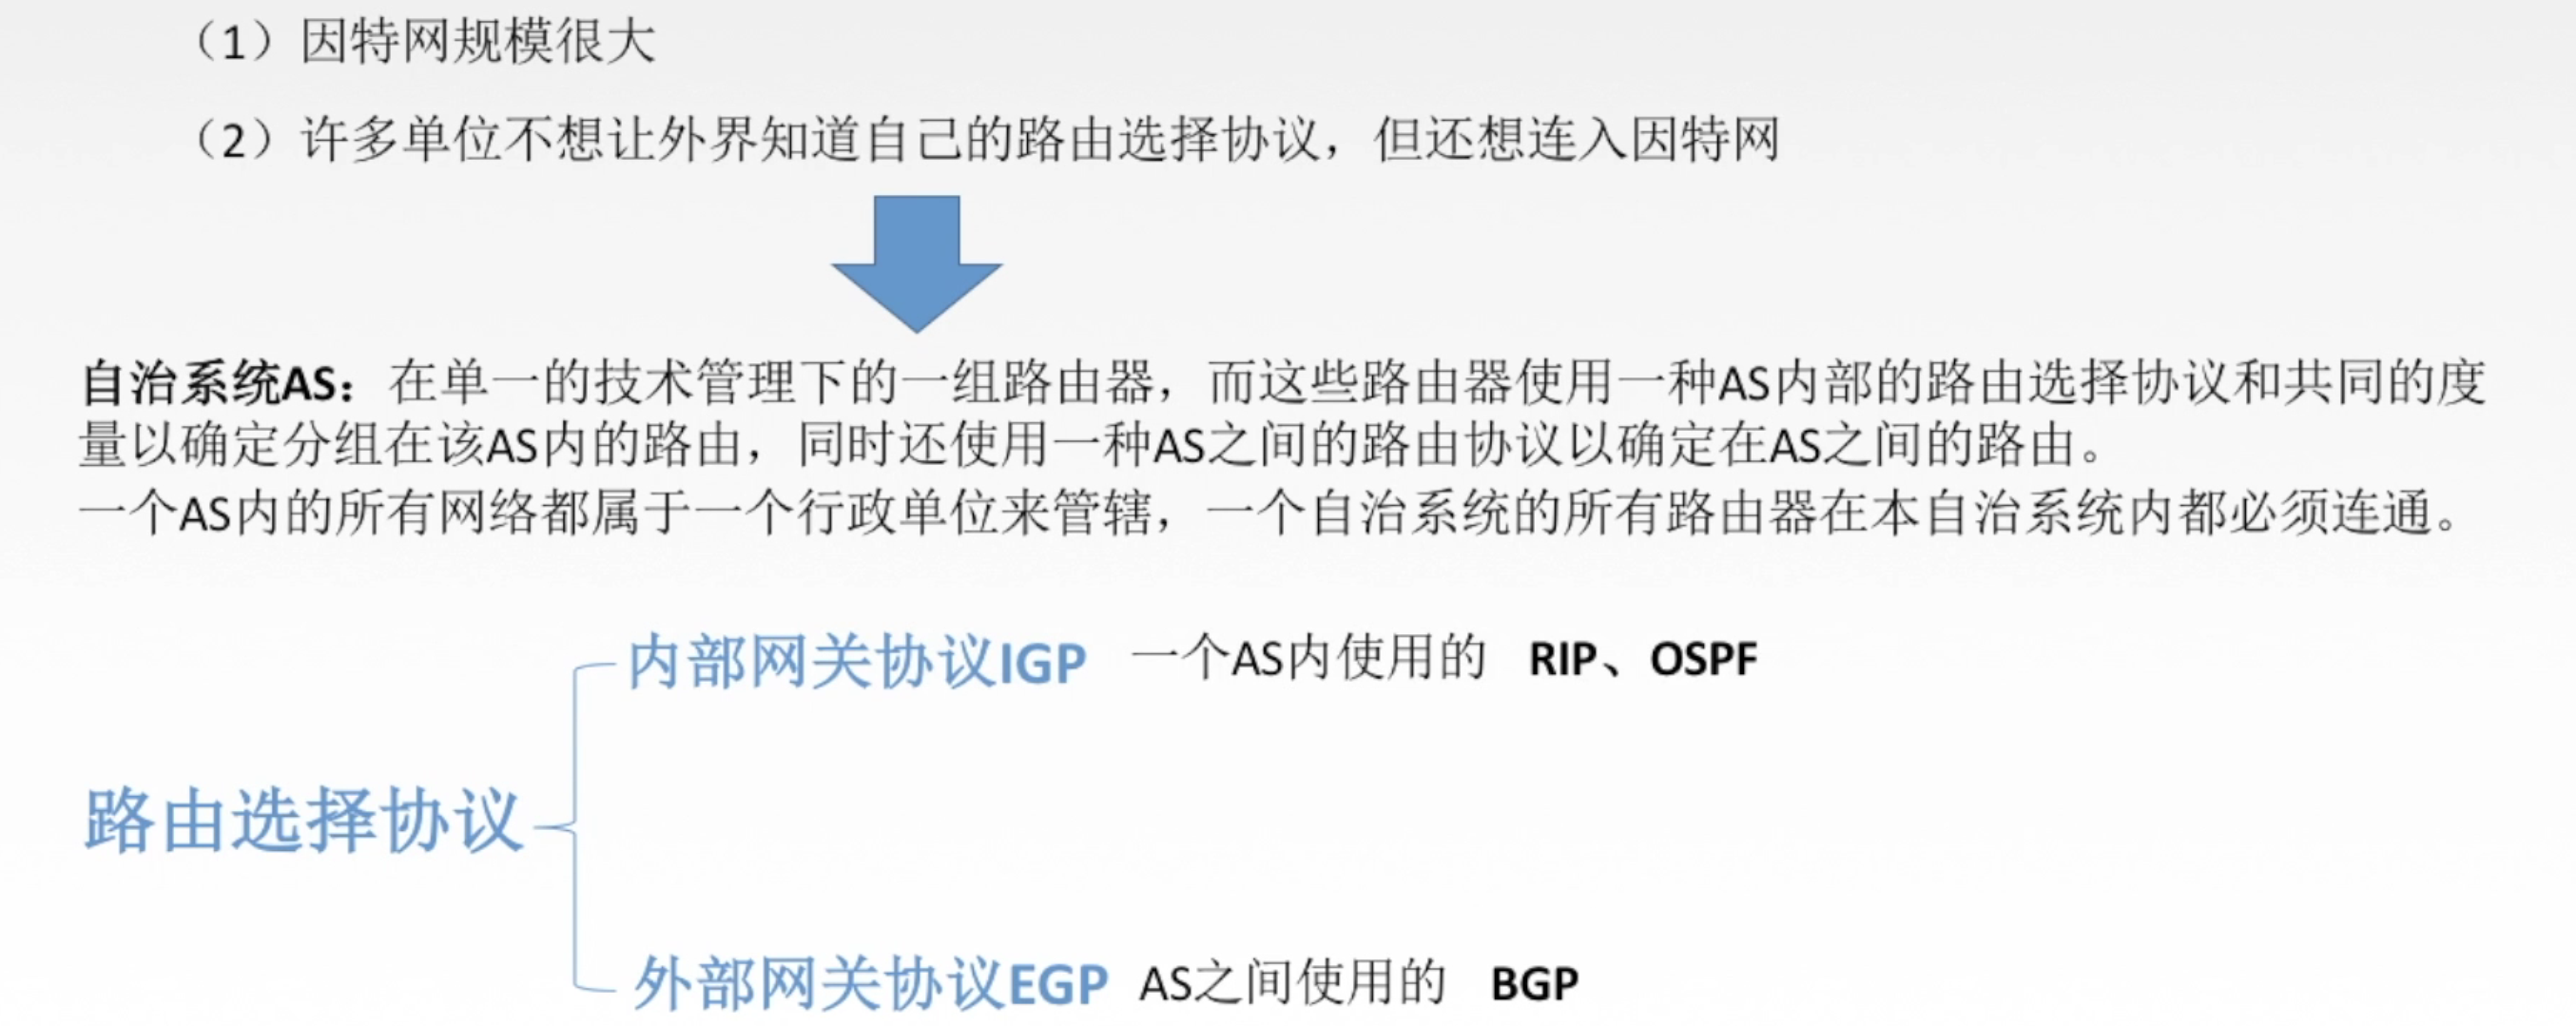 （1）因特网规模很大
（2）许多单位不想让外界知道自己的路由选择协议，但还想连入因特网
自治系统AS：在单一的技术管理下的一组路由器，而这些路由器使用一种AS内部的路由选择协议和共同的度
量以确定分组在该AS内的路由，同时还使用一种AS之间的路由协议以确定在AS之间的路由。
一个AS内的所有网络都属于一个行政单位来管辖，一个自治系统的所有路由器在本自治系统内都必须连通。
内部网关协议IGP 一个AS内使用的 RIP、OSPF
路由选择协议
外部网关协议EGP AS之间使用的 BGP